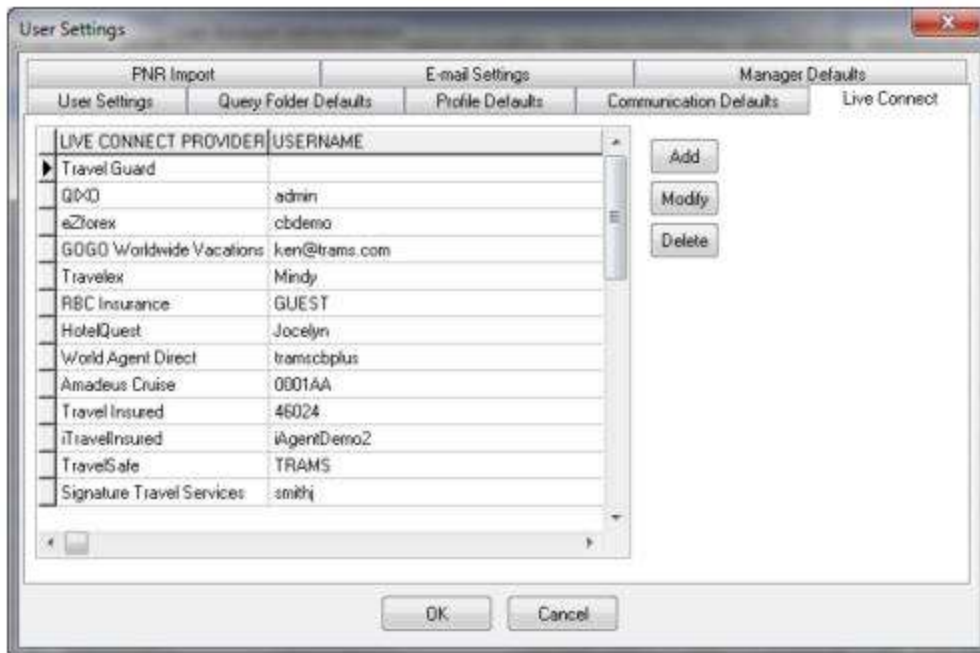 User Settings
PNR Import E-mail Settings Manager Defaults
User Settings Query Folder Defaults Profile Defaults Communication Defaults Live Connect
LIVE CONNECT PROVIDER USERNAME
Travel Guard
QIXO admin
eZforex cbdemo
GOGO Worldwide Vacations ken@trams.com
Travelex Mindy
RBC Insurance GUEST
HotelQuest Jocelyn
World Agent Direct tramscbplus
Amadeus Cruise 0001AA
Travel Insured 46024
iTravelInsured iAgentDemo2
TravelSafe TRAMS
Signature Travel Services smithj
Add
Modify
Delete
OK Cancel